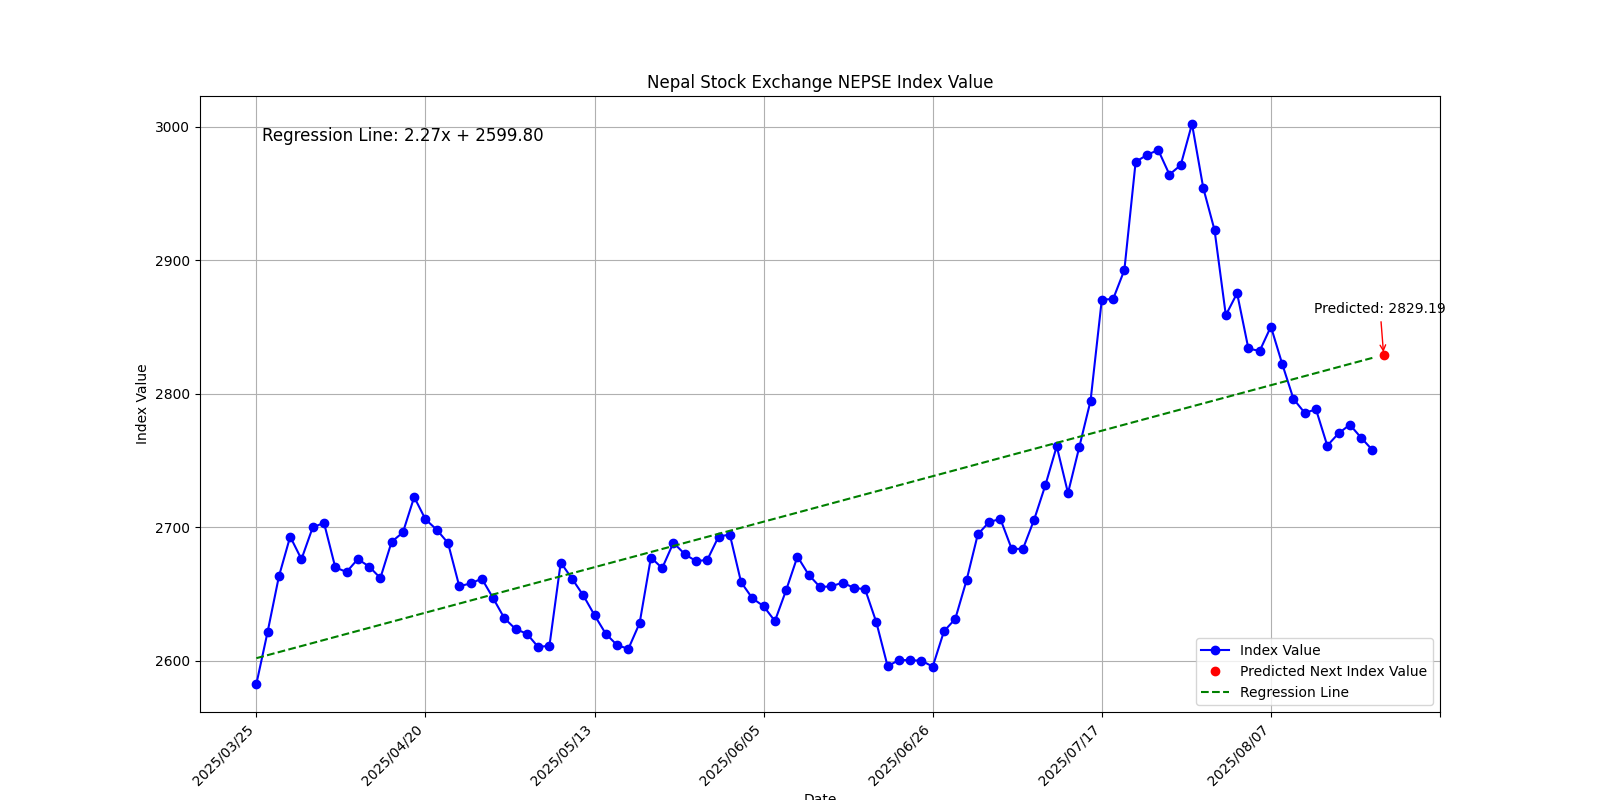 Nepal Stock Exchange NEPSE Index Value
Regression Line: 2.27x + 2599.80
3000
2900
2800
2700
2600
Index Value
Predicted: 2829.19
Index Value
Predicted Next Index Value
Regression Line
2025/03/25
2025/04/20
2025/05/13
2025/06/05
2025/06/26
2025/07/17
2025/08/07
Date